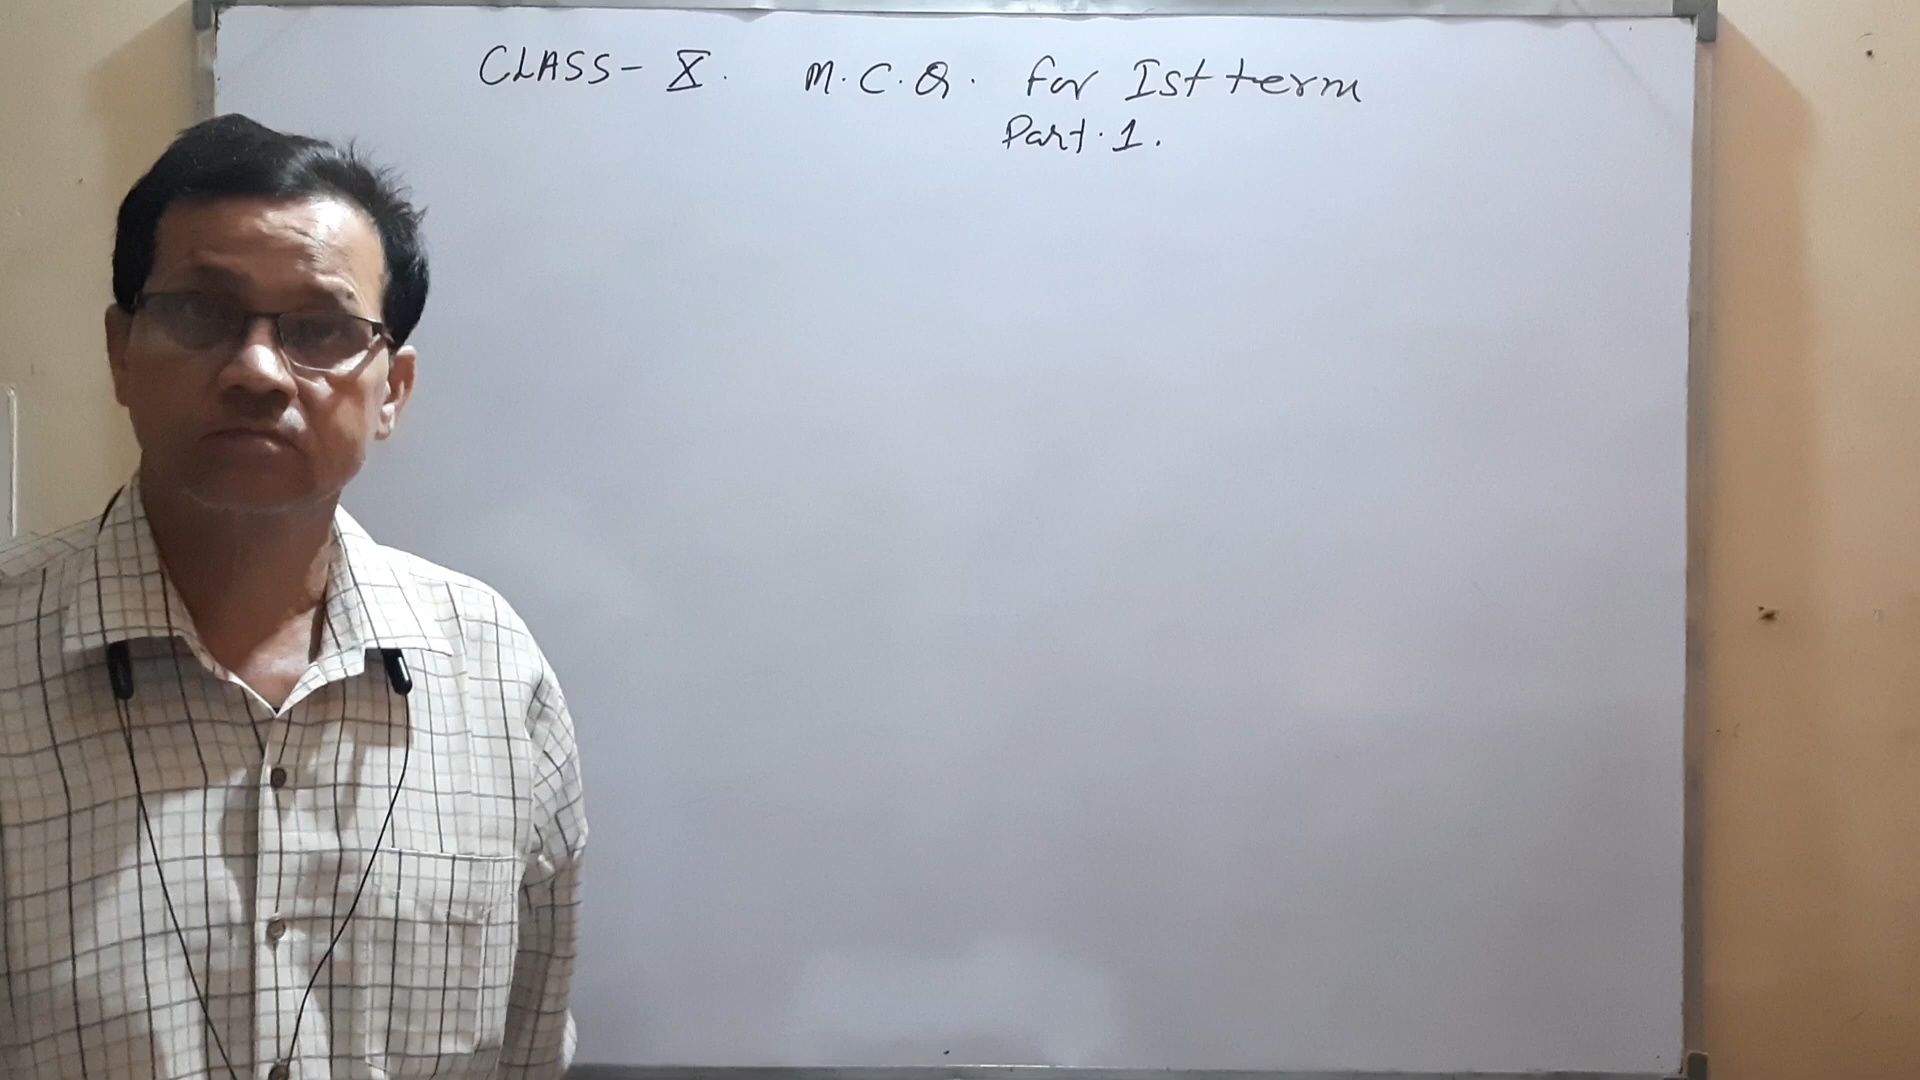 CLASS- X. M.C.Q. for Ist term
Part.1.